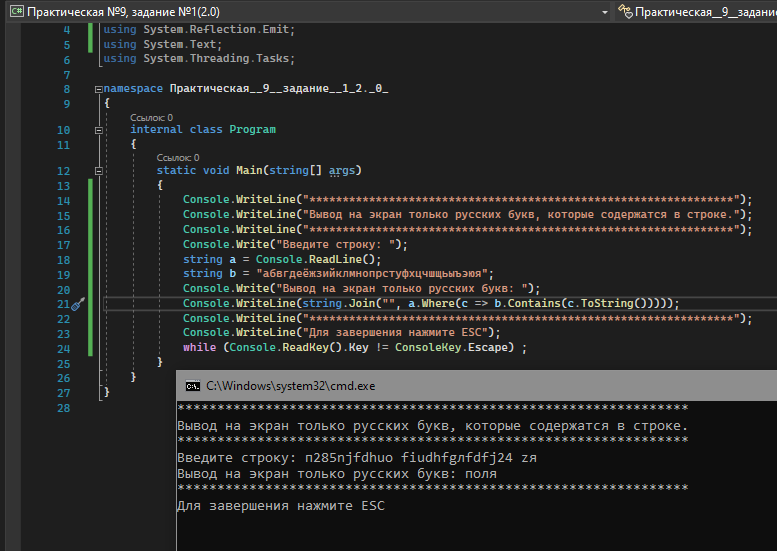 Практическая №9, задание №1(2.0)
Практическая__9__задание
4 using System.Reflection.Emit;
5 using System.Text;
6 using System.Threading.Tasks;
7
8 namespace Практическая__9__задание__1_2._0_
9 {
Ссылок: 0
10 internal class Program
11 {
Ссылок: 0
12 static void Main(string[] args)
13 {
14 Console.WriteLine("****************************************************************");
15 Console.WriteLine("Вывод на экран только русских букв, которые содержатся в строке.");
16 Console.WriteLine("****************************************************************");
17 Console.Write("Введите строку: ");
18 string a = Console.ReadLine();
19 string b = "абвгдеёжзийклмнопрстуфхцчшщьыъэюя";
20 Console.Write("Вывод на экран только русских букв: ");
21 Console.WriteLine(string.Join("", a.Where(c => b.Contains(c.ToString()))));
22 Console.WriteLine("****************************************************************");
23 Console.WriteLine("Для завершения нажмите ESC");
24 while (Console.ReadKey().Key != ConsoleKey.Escape) ;
25 }
26 }
27 }
28
C:\Windows\system32\cmd.exe
****************************************************************
Вывод на экран только русских букв, которые содержатся в строке.
****************************************************************
Введите строку: п285njfdhuо fiudhfgлfdfj24 zя
Вывод на экран только русских букв: поля
****************************************************************
Для завершения нажмите ESC